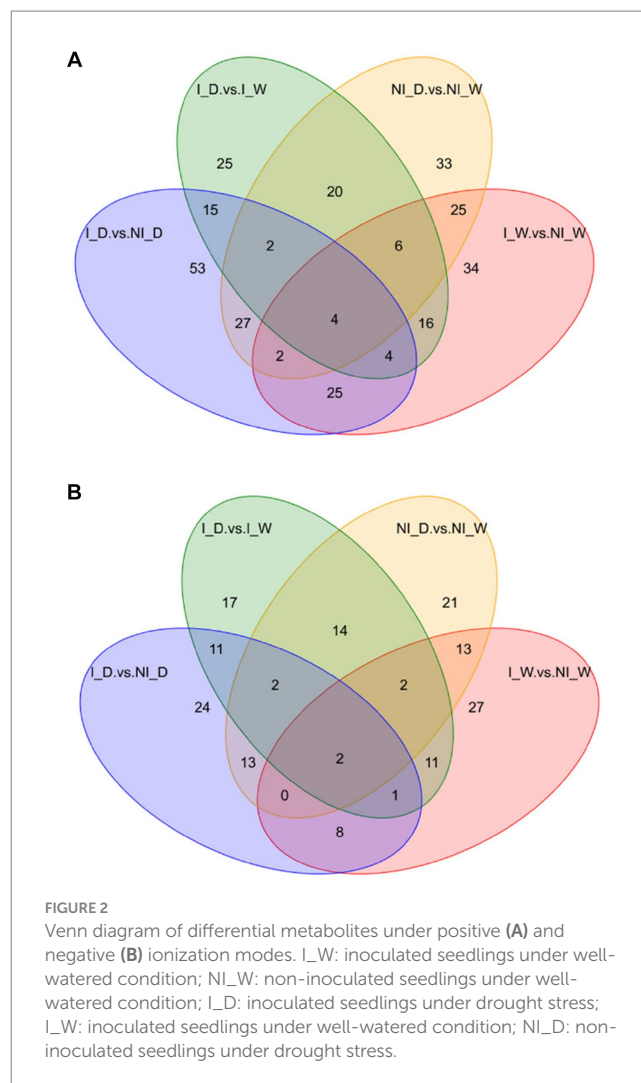 A
I_D.vs.I_W
NI_D.vs.NI_W
25
33
20
15
25
I_D.vs.NI_D
I_W.vs.NI_W
2
6
53
34
27
4
16
2
4
25
B
I_D.vs.I_W
NI_D.vs.NI_W
17
21
14
11
13
I_D.vs.NI_D
I_W.vs.NI_W
2
2
24
27
13
2
11
0
1
8
FIGURE 2
Venn diagram of differential metabolites under positive (A) and
negative (B) ionization modes. I_W: inoculated seedlings under well-
watered condition; NI_W: non-inoculated seedlings under well-
watered condition; I_D: inoculated seedlings under drought stress;
I_W: inoculated seedlings under well-watered condition; NI_D: non-
inoculated seedlings under drought stress.